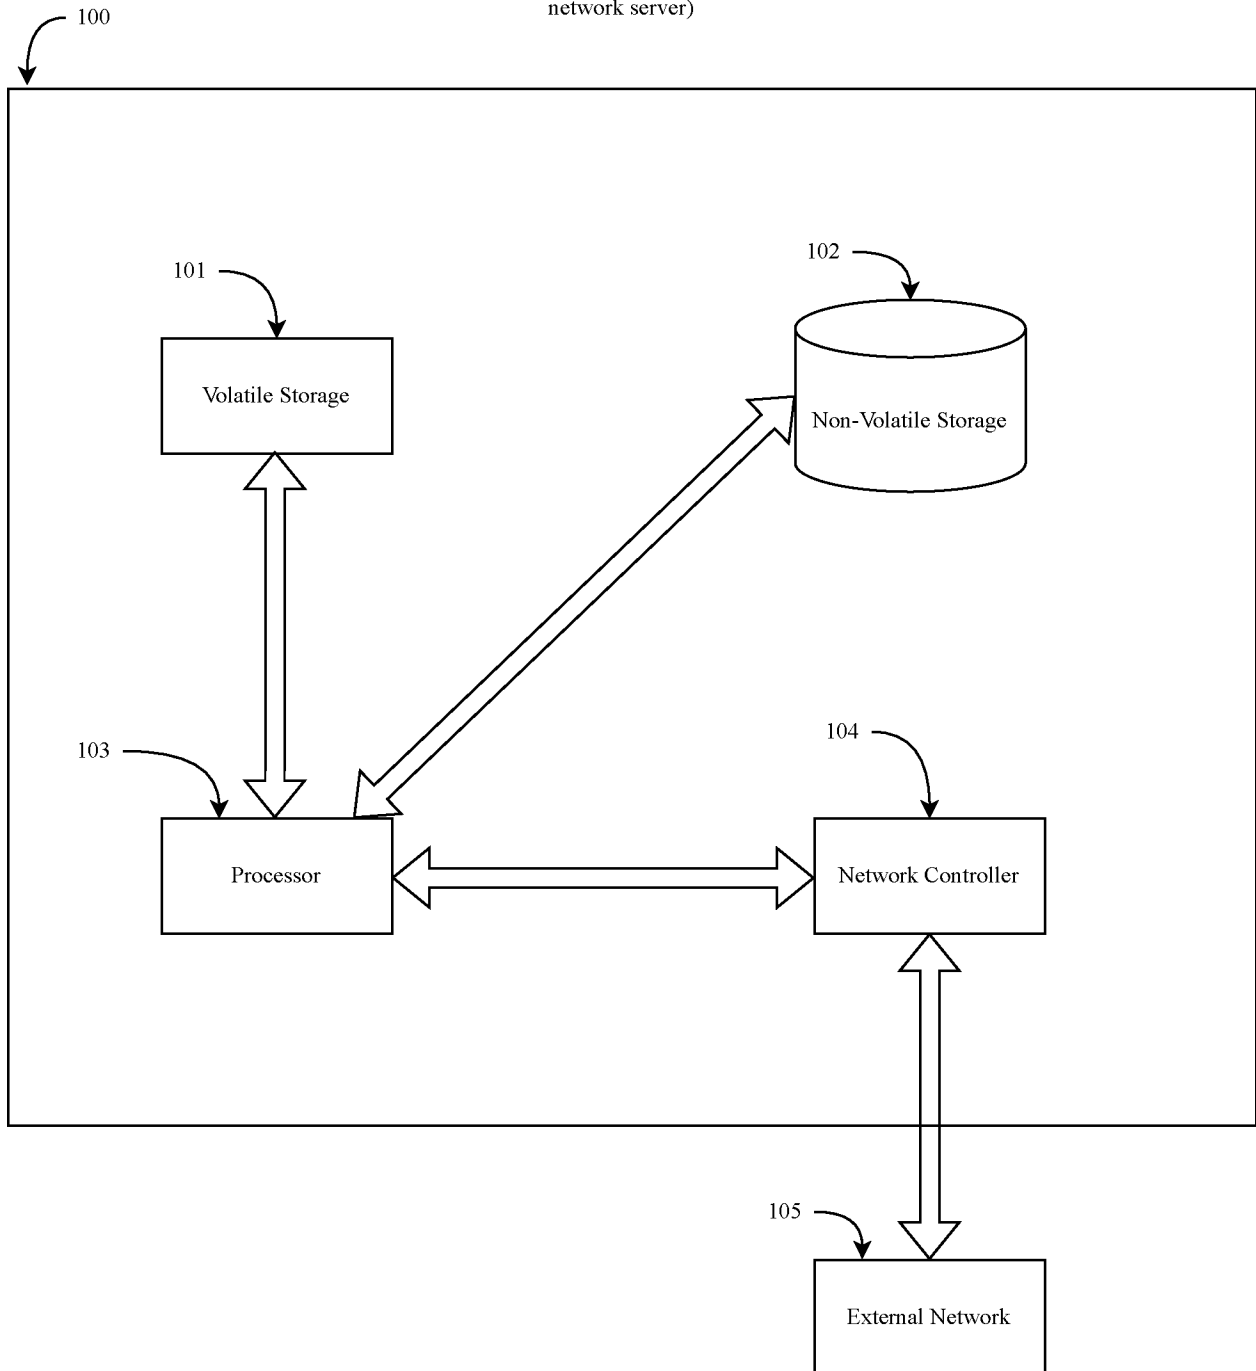 network server)
100
101
102
Volatile Storage
Non-Volatile Storage
103
104
Processor
Network Controller
105
External Network